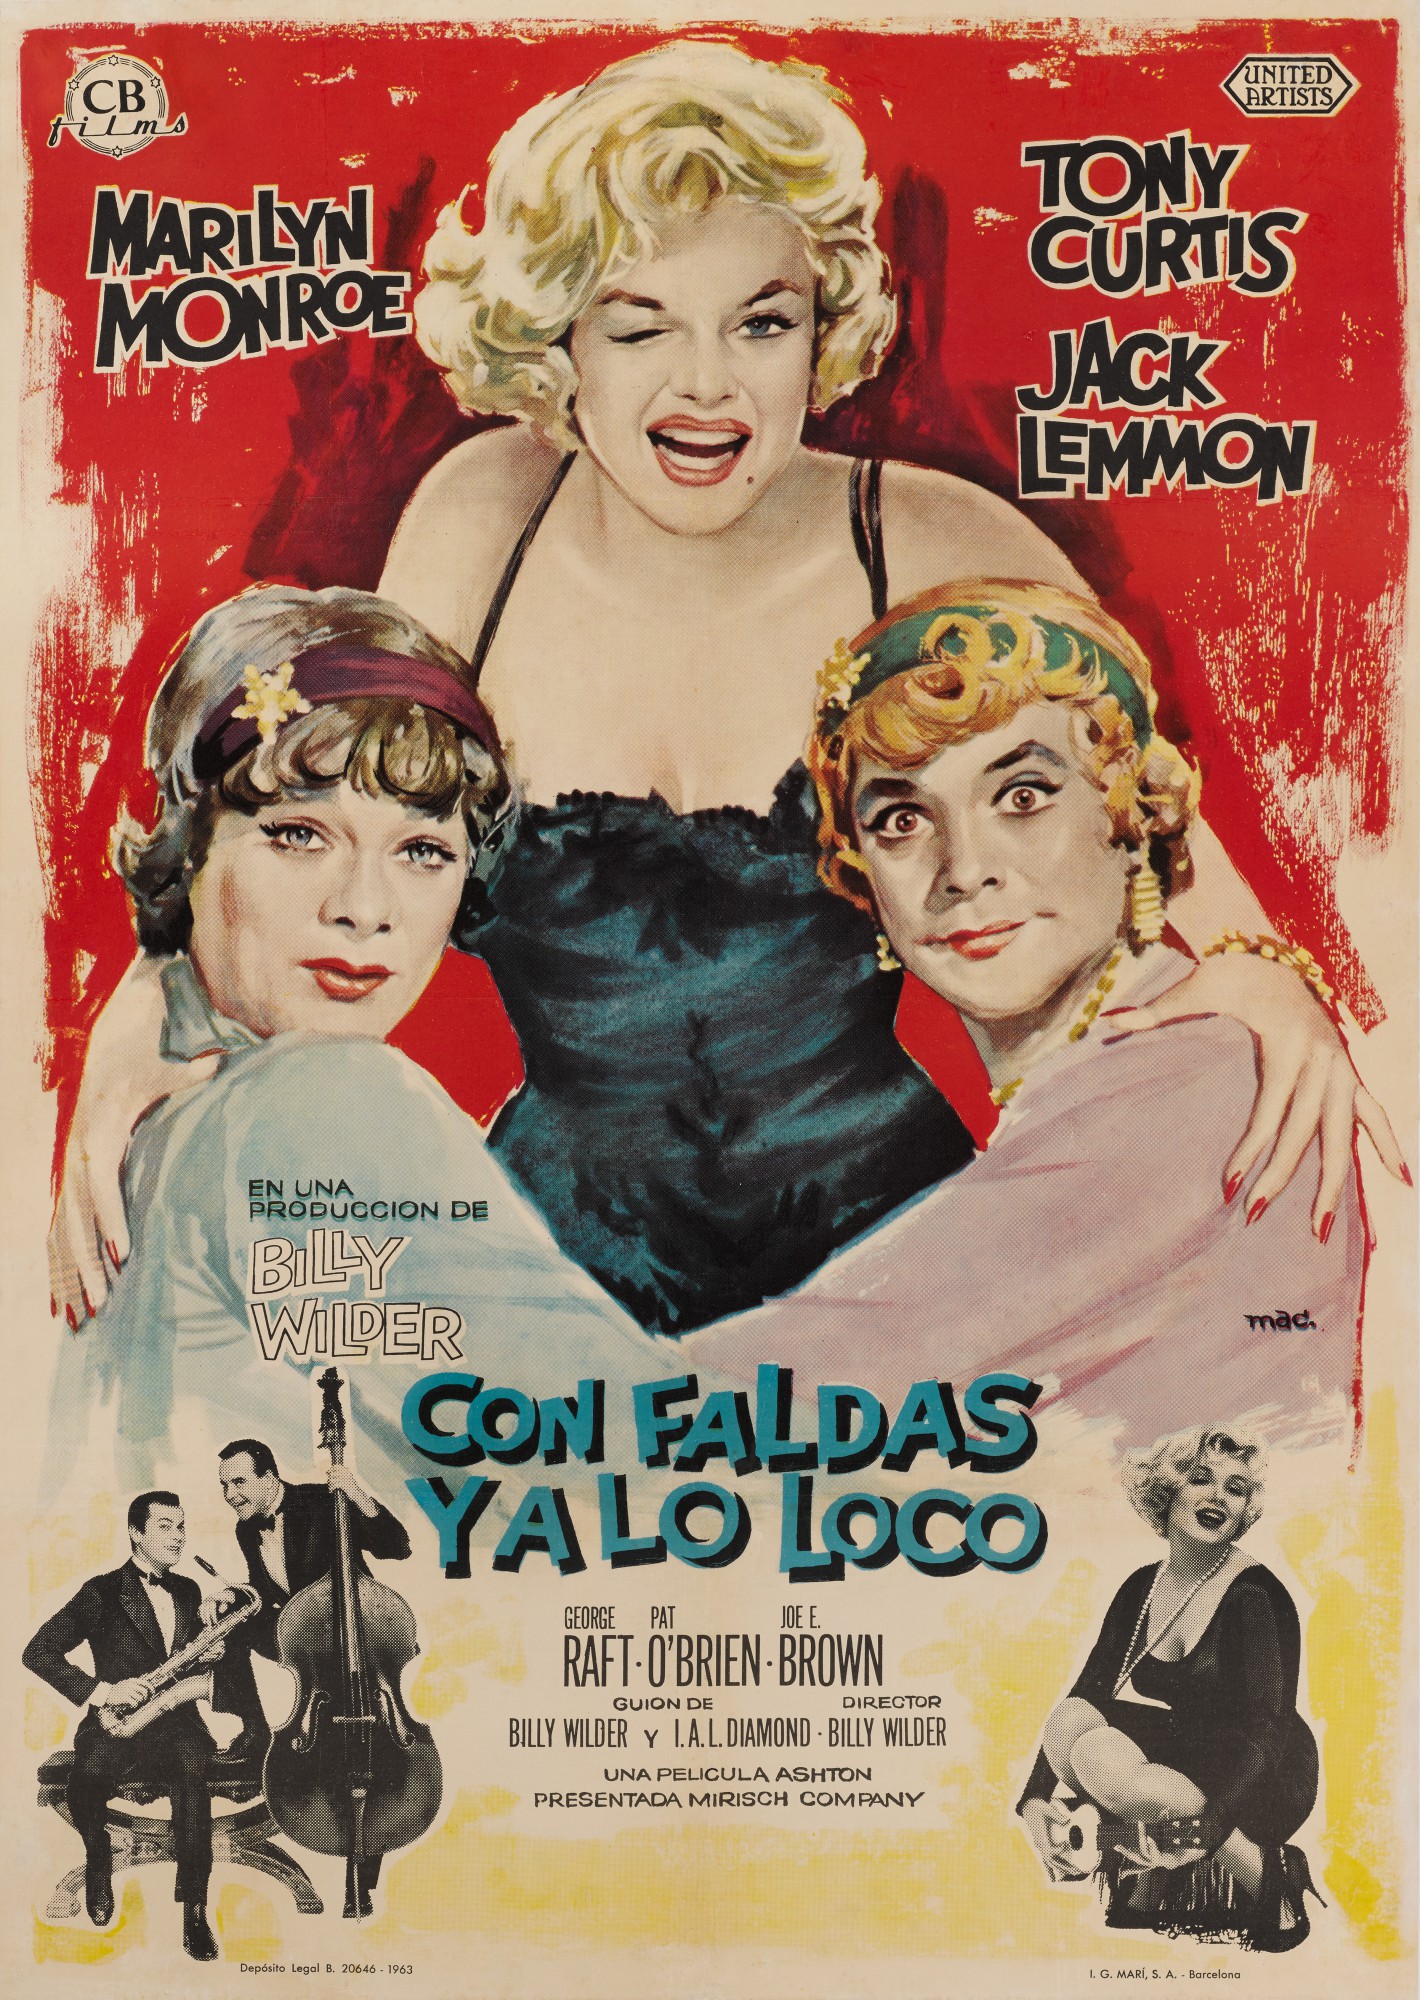 CB
films
UNITED
ARTISTS
MARILYN
MONROE
TONY
CURTIS
JACK
LEMMON
EN UNA
PRODUCCION DE
BILLY
WILDER
mac.
CON FALDAS
Y A LO LOCO
GEORGE PAT JOE E.
RAFT · O'BRIEN · BROWN
GUION DE DIRECTOR
BILLY WILDER Y I.A.L. DIAMOND · BILLY WILDER
UNA PELICULA ASHTON
PRESENTADA MIRISCH COMPANY
Depósito Legal B. 20646 - 1963
I. G. MARÍ, S. A. - Barcelona